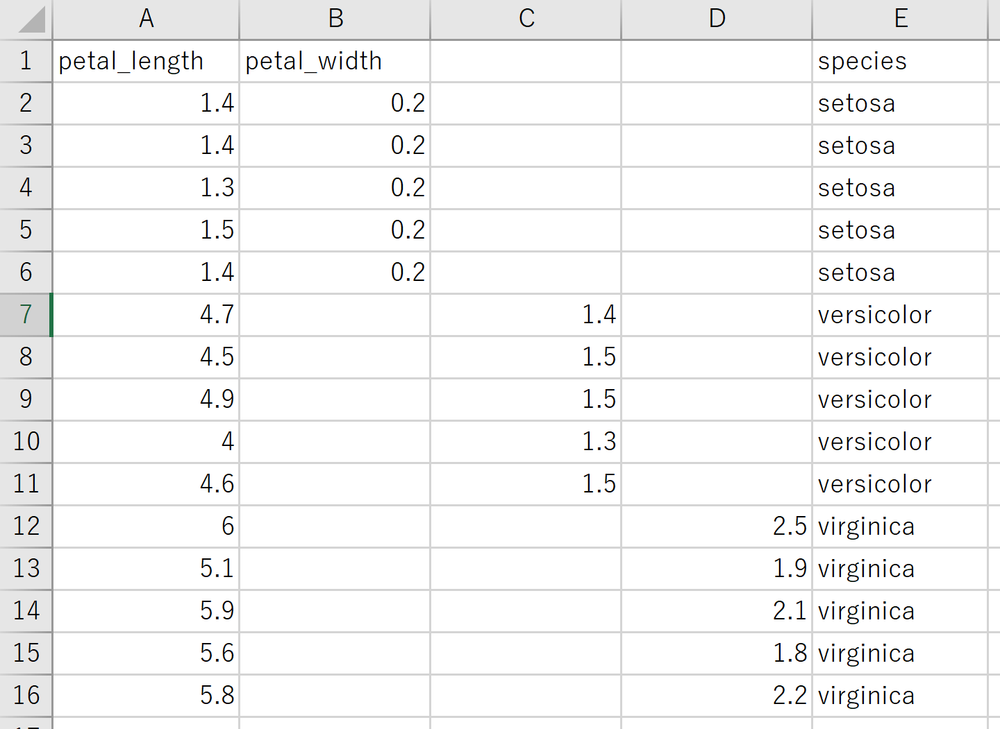 A B C D E
1 petal_length petal_width species
2 1.4 0.2 setosa
3 1.4 0.2 setosa
4 1.3 0.2 setosa
5 1.5 0.2 setosa
6 1.4 0.2 setosa
7 4.7 1.4 versicolor
8 4.5 1.5 versicolor
9 4.9 1.5 versicolor
10 4 1.3 versicolor
11 4.6 1.5 versicolor
12 6 2.5 virginica
13 5.1 1.9 virginica
14 5.9 2.1 virginica
15 5.6 1.8 virginica
16 5.8 2.2 virginica